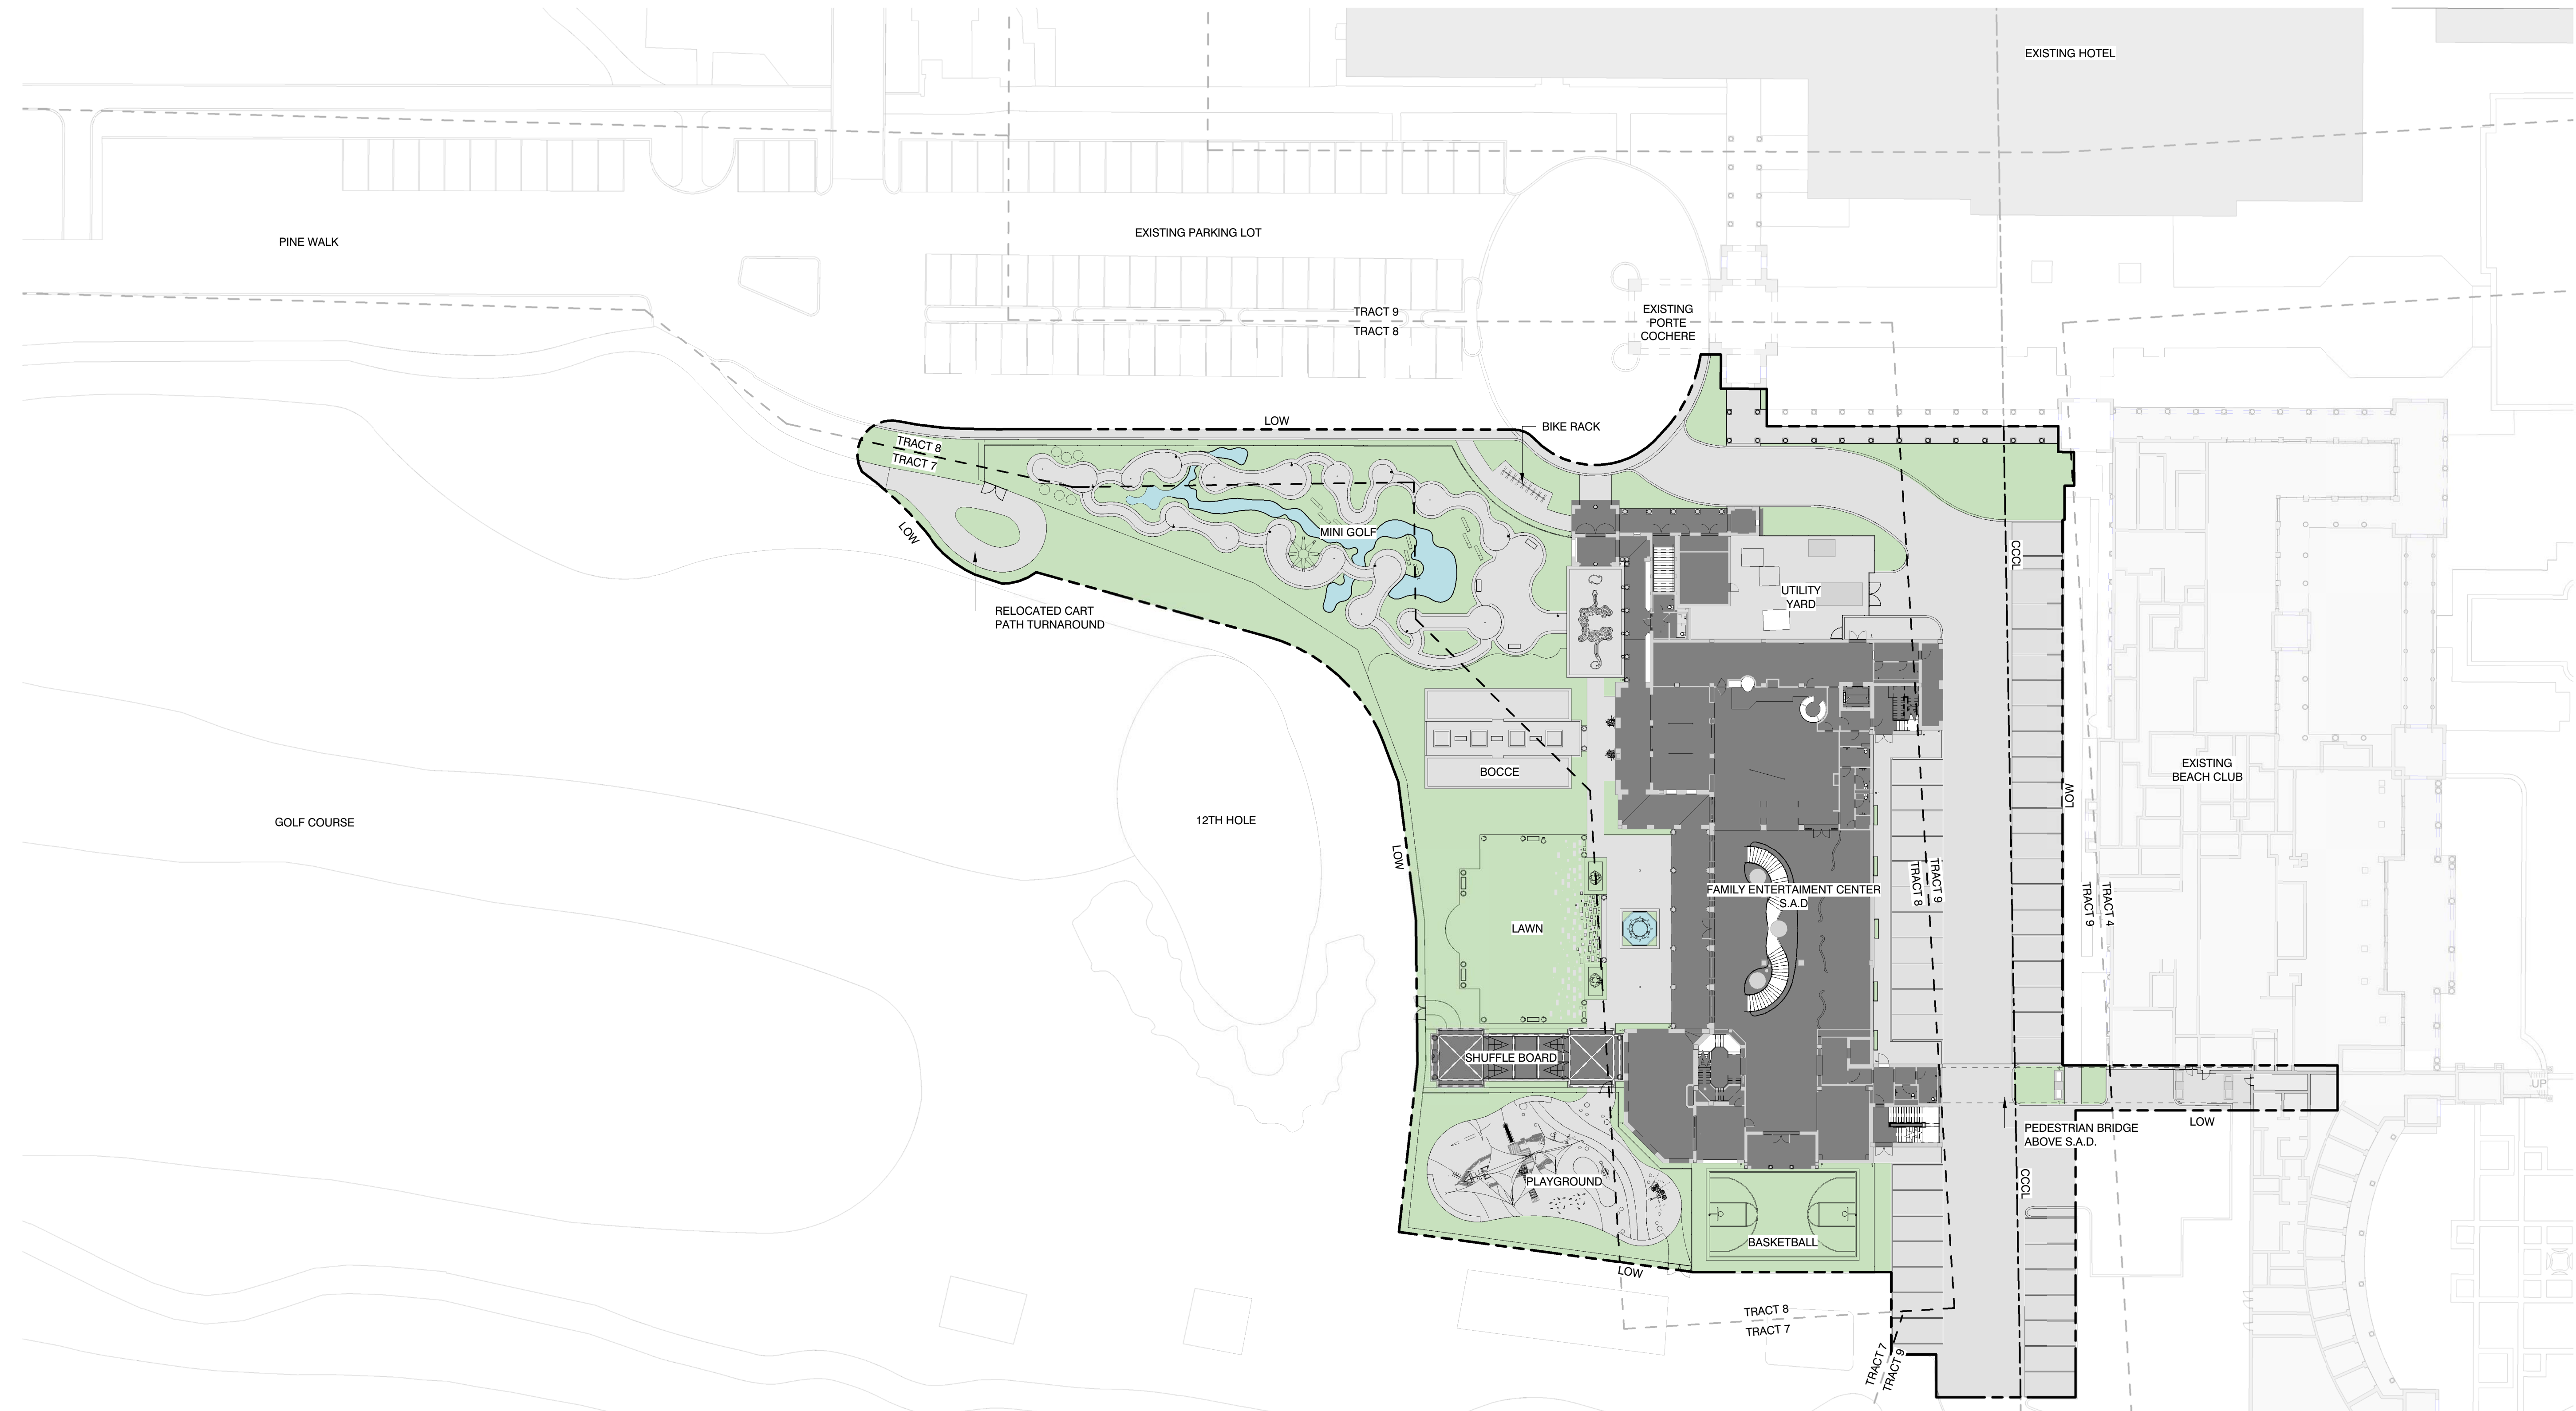 EXISTING HOTEL
PINE WALK
EXISTING PARKING LOT
TRACT 9
TRACT 8
EXISTING
PORTE
COCHERE
LOW
BIKE RACK
TRACT 8
TRACT 7
LOW
MINI GOLF
CCCL
UTILITY
YARD
RELOCATED CART
PATH TURNAROUND
BOCCE
EXISTING
BEACH CLUB
LOW
GOLF COURSE
12TH HOLE
LOW
FAMILY ENTERTAIMENT CENTER
S.A.D
TRACT 9
TRACT 8
TRACT 4
TRACT 9
LAWN
SHUFFLE BOARD
UP
LOW
PEDESTRIAN BRIDGE
ABOVE S.A.D.
PLAYGROUND
CCCL
BASKETBALL
LOW
TRACT 8
TRACT 7
TRACT 7
TRACT 9